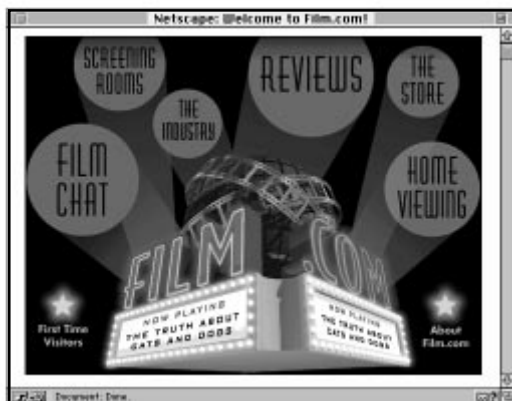 Netscape: Welcome to Film.com!
SCREENING
ROOMS
THE
INDUSTRY
REVIEWS
THE
STORE
FILM
CHAT
HOME
VIEWING
FILM.COM
NOW PLAYING
THE TRUTH ABOUT
CATS AND DOGS
NOW PLAYING
THE TRUTH ABOUT
CATS AND DOGS
First Time
Visitors
About
Film.com
Document: Done.